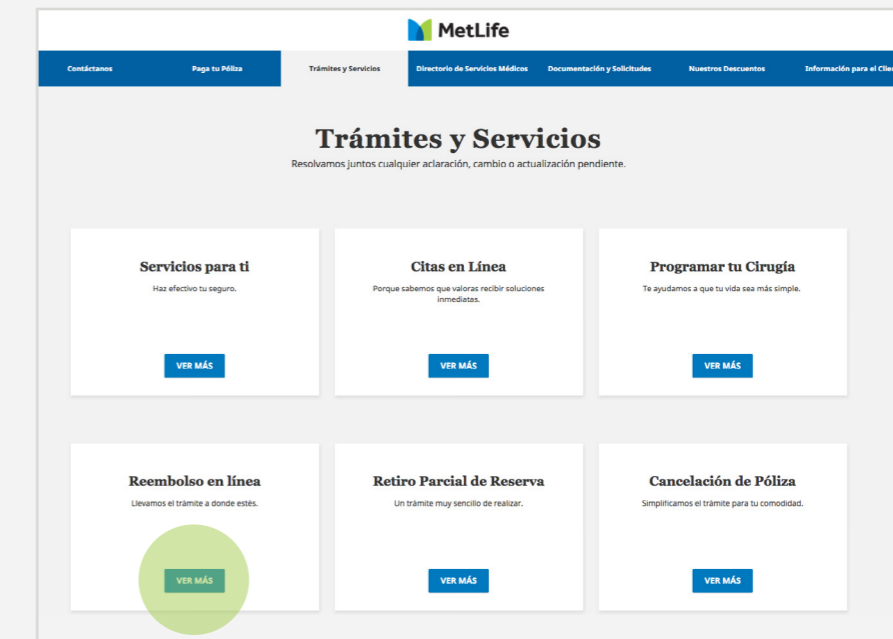 MetLife
Contáctanos Paga tu Póliza Trámites y Servicios Directorio de Servicios Médicos Documentación y Solicitudes Nuestros Descuentos Información para el
Trámites y Servicios
Resolvamos juntos cualquier aclaración, cambio o actualización pendiente.
Servicios para ti
Haz efectivo tu seguro.
VER MÁS
Citas en Línea
Porque sabemos que valoras recibir soluciones
inmediatas.
VER MÁS
Programar tu Cirugía
Te ayudamos a que tu vida sea más simple.
VER MÁS
Reembolso en línea
Llevamos el trámite a donde estés.
VER MÁS
Retiro Parcial de Reserva
Un trámite muy sencillo de realizar.
VER MÁS
Cancelación de Póliza
Simplificamos el trámite para tu comodidad.
VER MÁS